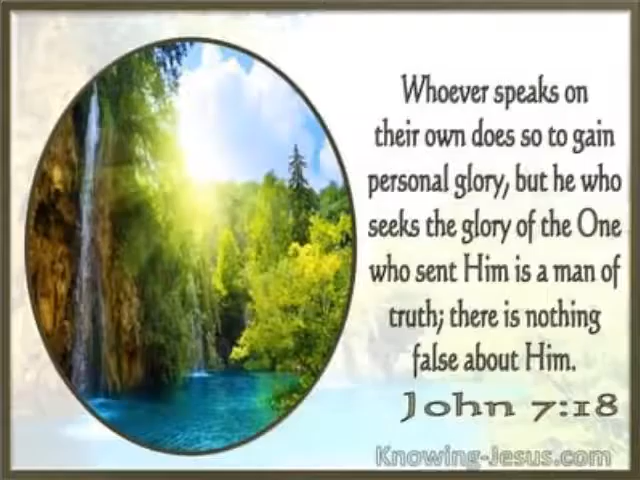 Whoever speaks on
their own does so to gain
personal glory, but he who
seeks the glory of the One
who sent Him is a man of
truth; there is nothing
false about Him.
John 7:18
Knowing-Jesus.com